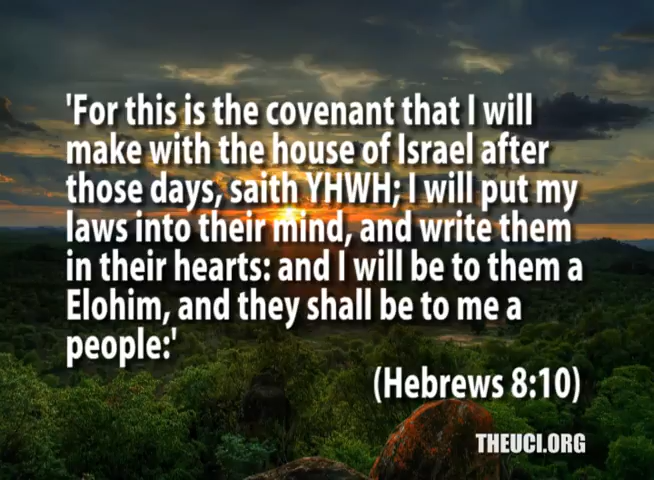 'For this is the covenant that I will
make with the house of Israel after
those days, saith YHWH; I will put my
laws into their mind, and write them
in their hearts: and I will be to them a
Elohim, and they shall be to me a
people:'
(Hebrews 8:10)
THEUCI.ORG